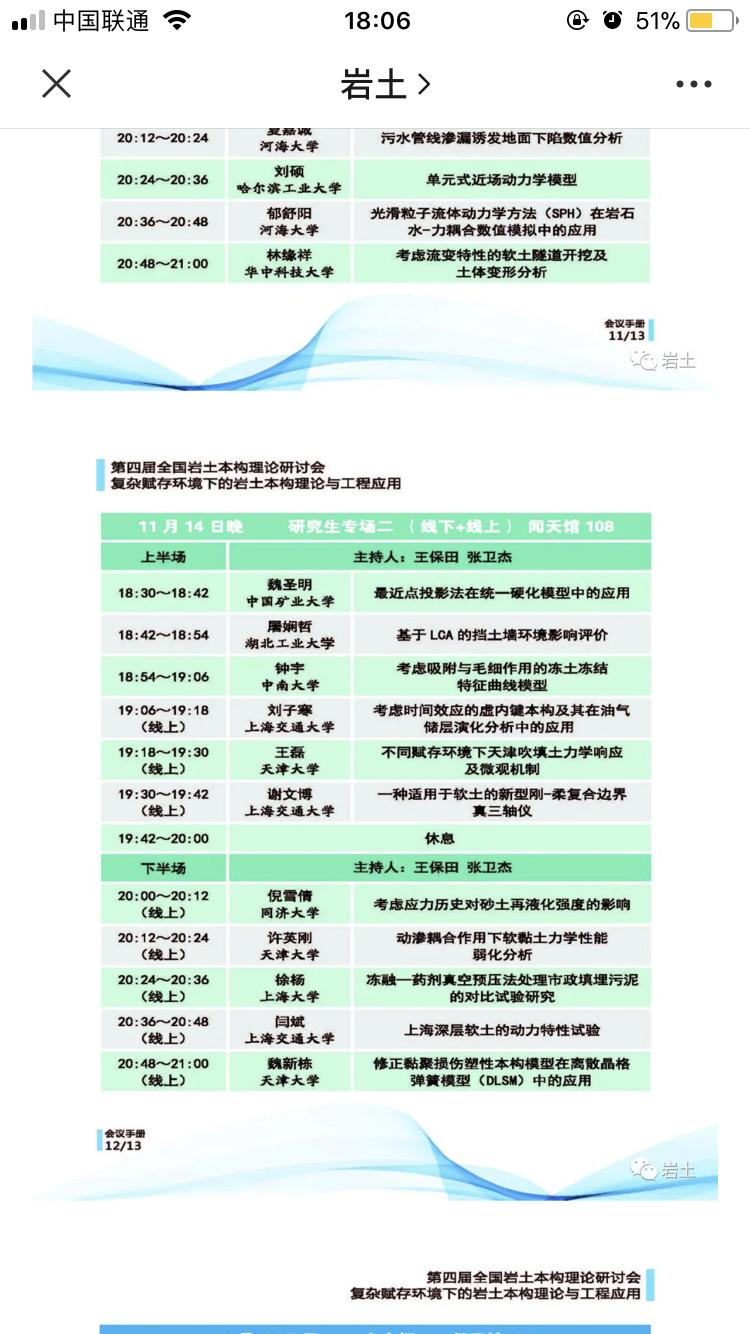 中国联通
18:06
51%
岩土
20:12～20:24
夏嘉诚
河海大学
污水管线渗漏诱发地面下陷数值分析
20:24～20:36
刘硕
哈尔滨工业大学
单元式近场动力学模型
20:36～20:48
郁舒阳
河海大学
光滑粒子流体动力学方法（SPH）在岩石
水-力耦合数值模拟中的应用
20:48～21:00
林缘祥
华中科技大学
考虑流变特性的软土隧道开挖及
土体变形分析
会议手册
11/13
岩土
第四届全国岩土本构理论研讨会
复杂赋存环境下的岩土本构理论与工程应用
11 月 14 日晚 研究生专场二 （线下+线上） 闻天馆 108
上半场
主持人：王保田 张卫杰
18:30～18:42
魏圣明
中国矿业大学
最近点投影法在统一硬化模型中的应用
18:42～18:54
屠娴哲
湖北工业大学
基于 LCA 的挡土墙环境影响评价
18:54～19:06
钟宇
中南大学
考虑吸附与毛细作用的冻土冻结
特征曲线模型
19:06～19:18
（线上）
刘子寒
上海交通大学
考虑时间效应的虚内键本构及其在油气
储层演化分析中的应用
19:18～19:30
（线上）
王磊
天津大学
不同赋存环境下天津吹填土力学响应
及微观机制
19:30～19:42
（线上）
谢文博
上海交通大学
一种适用于软土的新型刚-柔复合边界
真三轴仪
19:42～20:00
休息
下半场
主持人：王保田 张卫杰
20:00～20:12
（线上）
倪雪倩
同济大学
考虑应力历史对砂土再液化强度的影响
20:12～20:24
（线上）
许英刚
天津大学
动渗耦合作用下软黏土力学性能
弱化分析
20:24～20:36
（线上）
徐杨
上海大学
冻融—药剂真空预压法处理市政填埋污泥
的对比试验研究
20:36～20:48
（线上）
闫斌
上海交通大学
上海深层软土的动力特性试验
20:48～21:00
（线上）
魏新栋
天津大学
修正黏聚损伤塑性本构模型在离散晶格
弹簧模型（DLSM）中的应用
会议手册
12/13
岩土
第四届全国岩土本构理论研讨会
复杂赋存环境下的岩土本构理论与工程应用